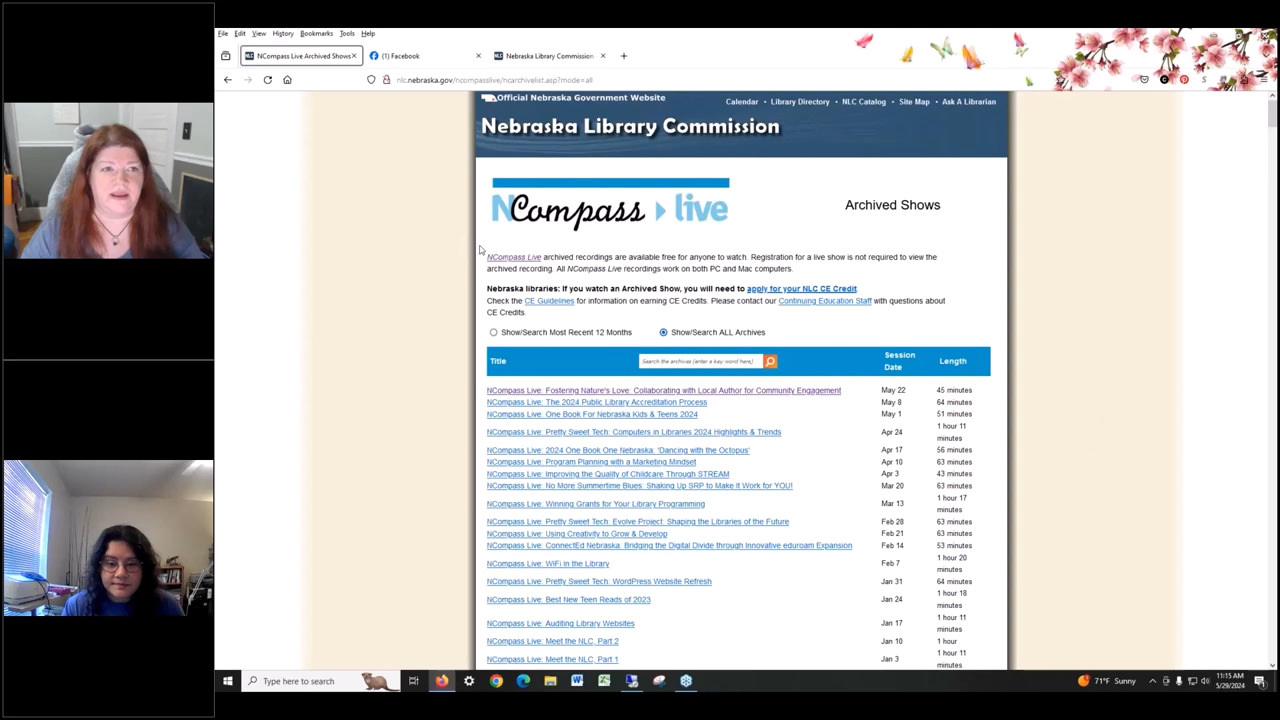 File Edit View History Bookmarks Tools Help
NCompass Live Archived Shows
(1) Facebook
Nebraska Library Commission
nlc.nebraska.gov/ncompasslive/ncarchivelist.asp?mode=all
Official Nebraska Government Website
Calendar • Library Directory • NLC Catalog • Site Map • Ask A Librarian
Nebraska Library Commission
NCompass live
Archived Shows
NCompass Live archived recordings are available free for anyone to watch. Registration for a live show is not required to view the
archived recording. All NCompass Live recordings work on both PC and Mac computers.
Nebraska libraries: If you watch an Archived Show, you will need to apply for your NLC CE Credit.
Check the CE Guidelines for information on earning CE Credits. Please contact our Continuing Education Staff with questions about
CE Credits.
Show/Search Most Recent 12 Months Show/Search ALL Archives
Title Search the archives (enter a key word here) Session Date Length
NCompass Live: Fostering Nature's Love: Collaborating with Local Author for Community Engagement May 22 45 minutes
NCompass Live: The 2024 Public Library Accreditation Process May 8 64 minutes
NCompass Live: One Book For Nebraska Kids & Teens 2024 May 1 51 minutes
NCompass Live: Pretty Sweet Tech: Computers in Libraries 2024 Highlights & Trends Apr 24 1 hour 11 minutes
NCompass Live: 2024 One Book One Nebraska: 'Dancing with the Octopus' Apr 17 56 minutes
NCompass Live: Program Planning with a Marketing Mindset Apr 10 63 minutes
NCompass Live: Improving the Quality of Childcare Through STREAM Apr 3 43 minutes
NCompass Live: No More Summertime Blues: Shaking Up SRP to Make It Work for YOU! Mar 20 63 minutes
NCompass Live: Winning Grants for Your Library Programming Mar 13 1 hour 17 minutes
NCompass Live: Pretty Sweet Tech: Evolve Project: Shaping the Libraries of the Future Feb 28 63 minutes
NCompass Live: Using Creativity to Grow & Develop Feb 21 63 minutes
NCompass Live: ConnectEd Nebraska: Bridging the Digital Divide through Innovative eduroam Expansion Feb 14 53 minutes
NCompass Live: WiFi in the Library Feb 7 1 hour 20 minutes
NCompass Live: Pretty Sweet Tech: WordPress Website Refresh Jan 31 64 minutes
NCompass Live: Best New Teen Reads of 2023 Jan 24 1 hour 18 minutes
NCompass Live: Auditing Library Websites Jan 17 1 hour 11 minutes
NCompass Live: Meet the NLC, Part 2 Jan 10 1 hour
NCompass Live: Meet the NLC, Part 1 Jan 3 1 hour 11 minutes
Type here to search
71°F Sunny
11:15 AM
5/29/2024